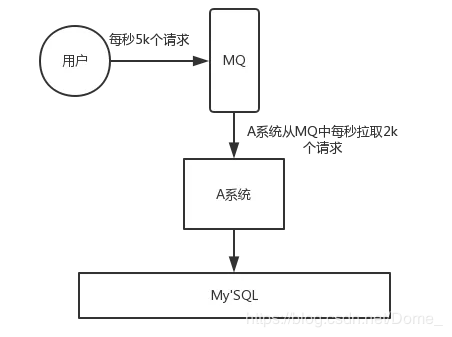 每秒5k个请求
用户
MQ
A系统从MQ中每秒拉取2k
个请求
A系统
My'SQL
https://blog.csdn.net/Dome_